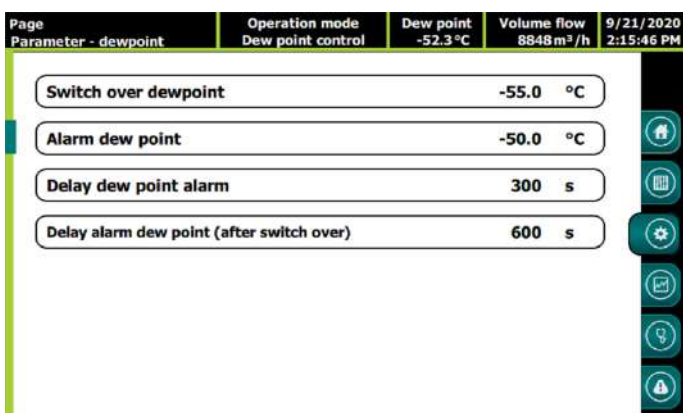 Page Operation mode Dew point Volume flow 9/21/2020
Parameter - dewpoint Dew point control -52.3°C 8848m³/h 2:15:46 PM
Switch over dewpoint -55.0 °C
Alarm dew point -50.0 °C
Delay dew point alarm 300 s
Delay alarm dew point (after switch over) 600 s